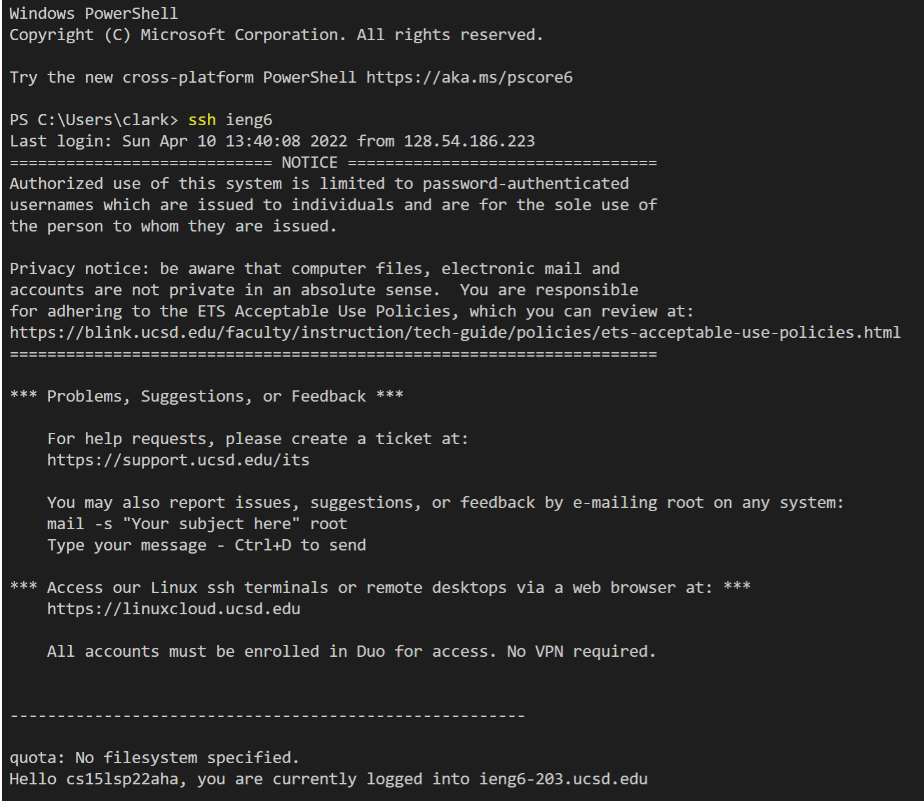 Windows PowerShell
Copyright (C) Microsoft Corporation. All rights reserved.
Try the new cross-platform PowerShell https://aka.ms/pscore6
PS C:\Users\clark> ssh ieng6
Last login: Sun Apr 10 13:40:08 2022 from 128.54.186.223
============================ NOTICE =================================
Authorized use of this system is limited to password-authenticated
usernames which are issued to individuals and are for the sole use of
the person to whom they are issued.
Privacy notice: be aware that computer files, electronic mail and
accounts are not private in an absolute sense.  You are responsible
for adhering to the ETS Acceptable Use Policies, which you can review at:
https://blink.ucsd.edu/faculty/instruction/tech-guide/policies/ets-acceptable-use-policies.html
=====================================================================
*** Problems, Suggestions, or Feedback ***
For help requests, please create a ticket at:
https://support.ucsd.edu/its
You may also report issues, suggestions, or feedback by e-mailing root on any system:
mail -s "Your subject here" root
Type your message - Ctrl+D to send
*** Access our Linux ssh terminals or remote desktops via a web browser at: ***
https://linuxcloud.ucsd.edu
All accounts must be enrolled in Duo for access. No VPN required.
-------------------------------------------------------
quota: No filesystem specified.
Hello cs15lsp22aha, you are currently logged into ieng6-203.ucsd.edu